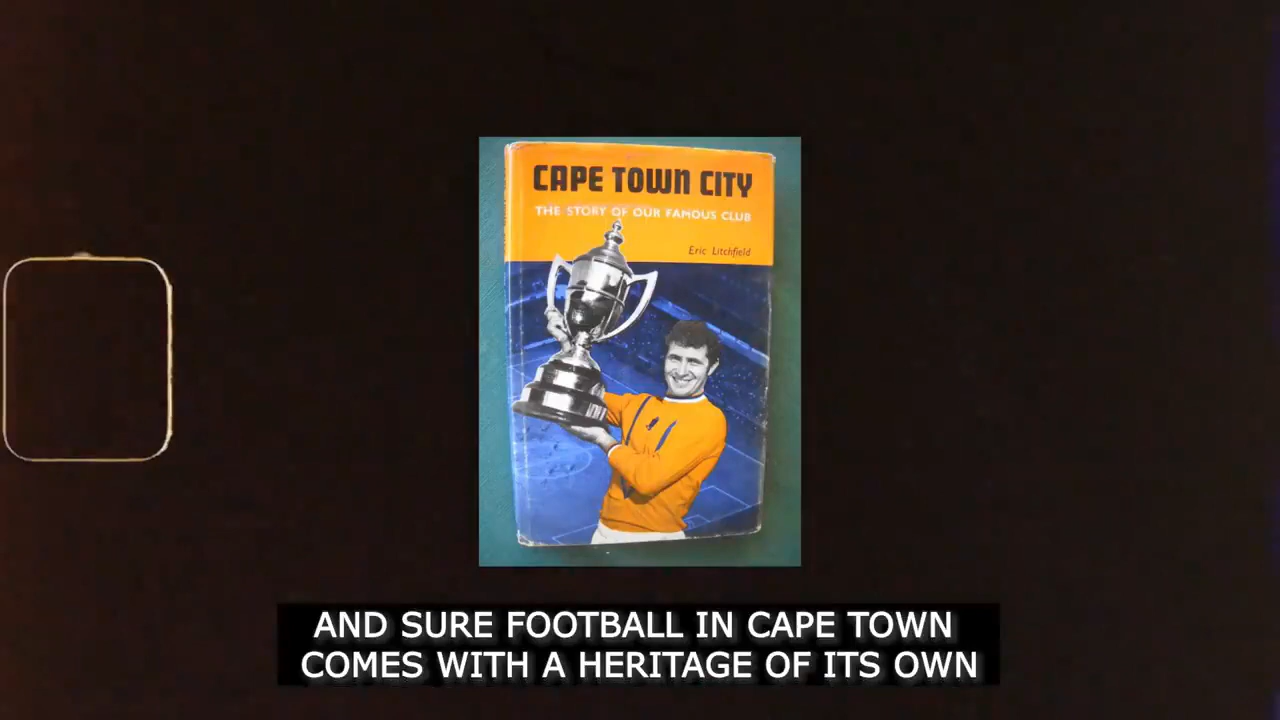 CAPE TOWN CITY
THE STORY OF OUR FAMOUS CLUB
Eric Litchfield
AND SURE FOOTBALL IN CAPE TOWN
COMES WITH A HERITAGE OF ITS OWN